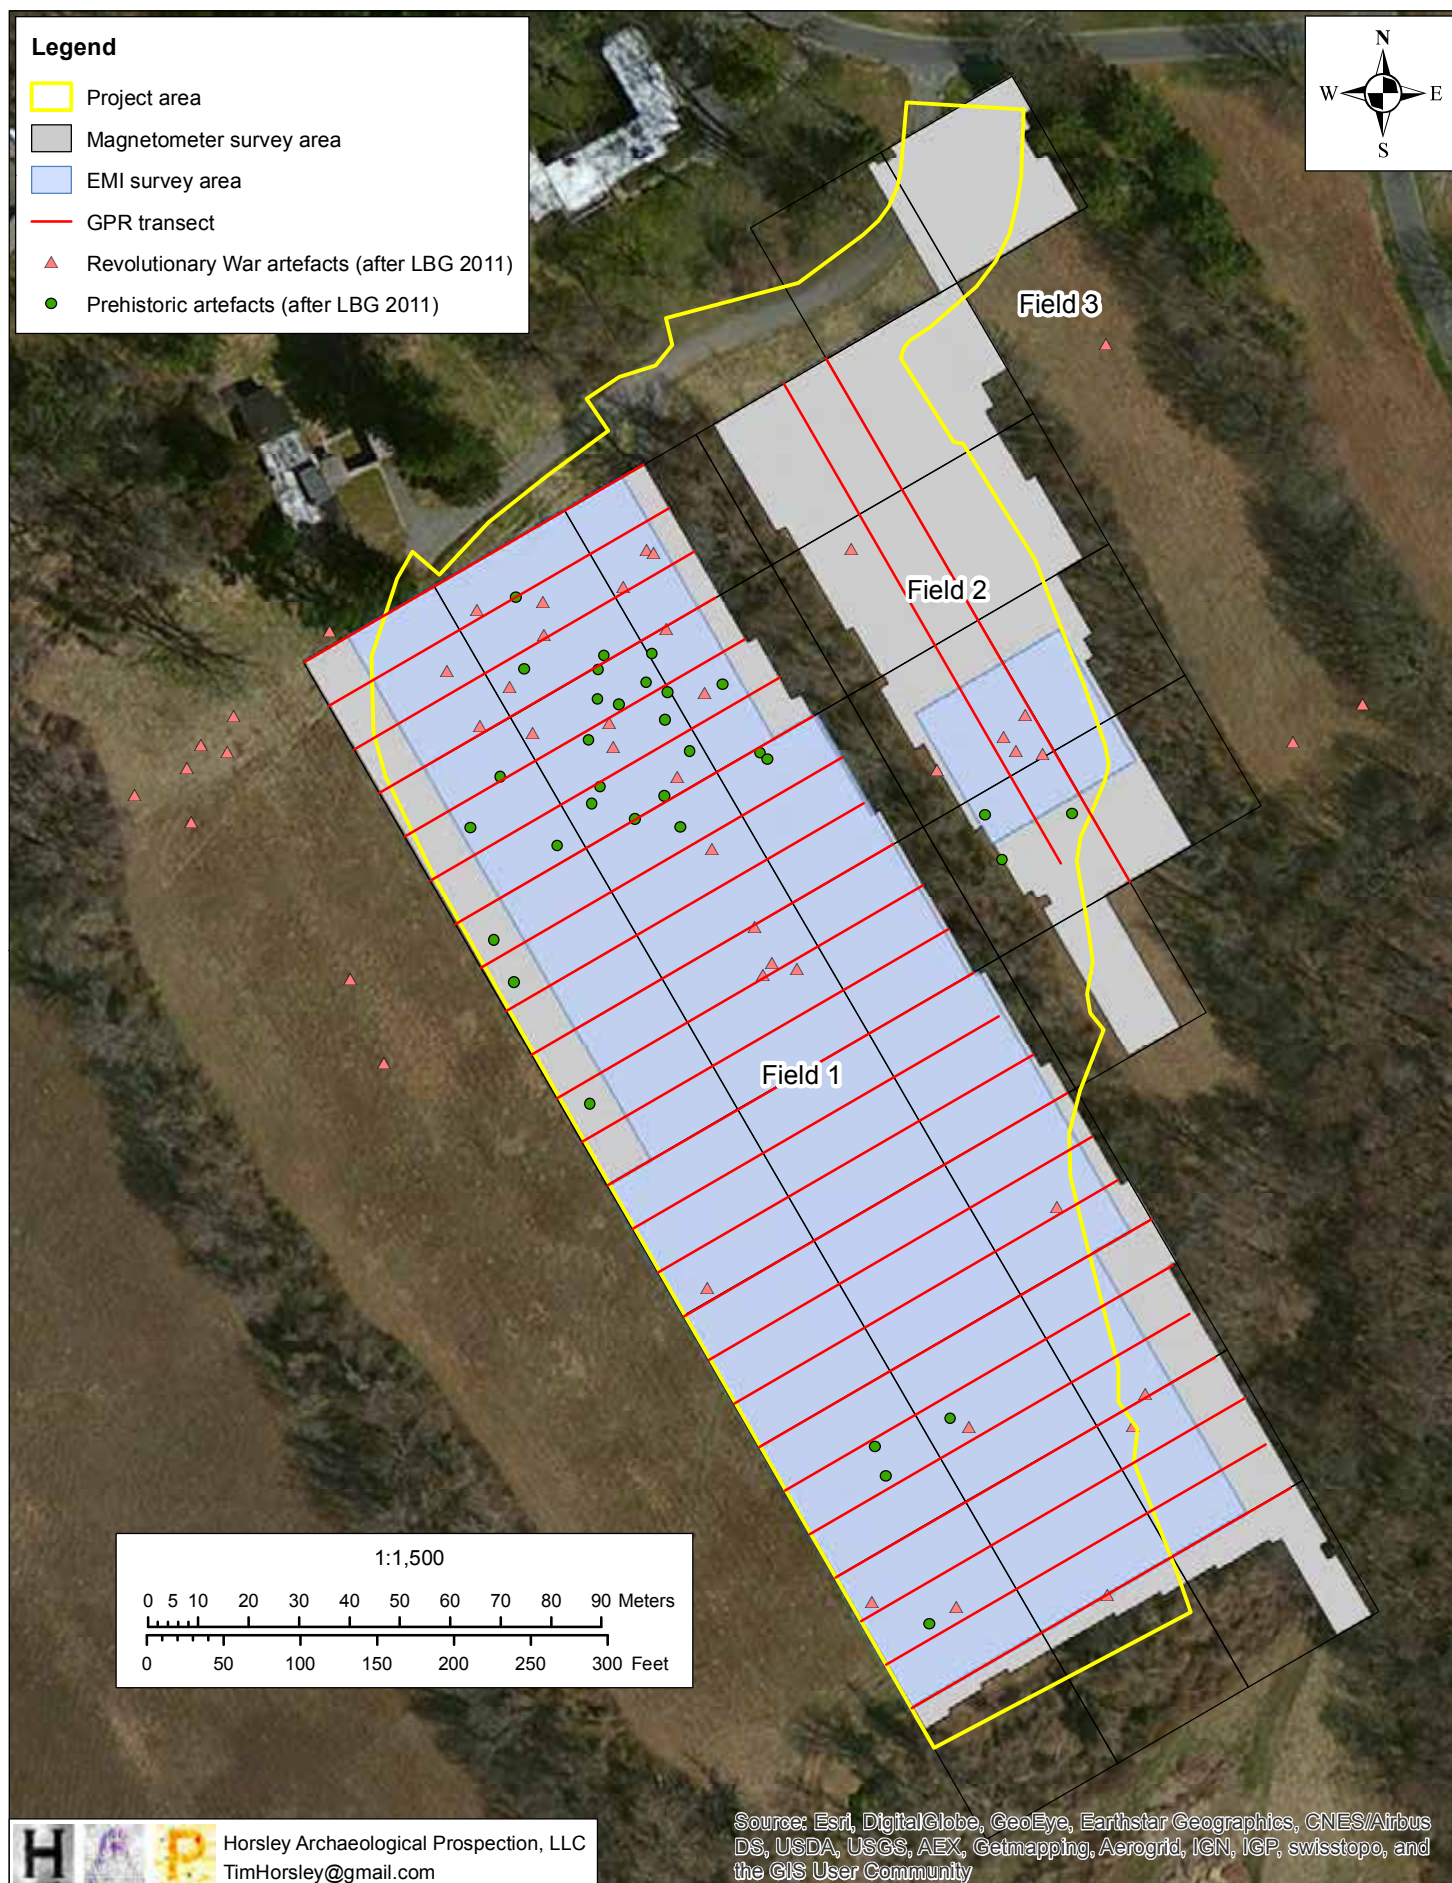 Legend
Project area
Magnetometer survey area
EMI survey area
GPR transect
Revolutionary War artefacts (after LBG 2011)
Prehistoric artefacts (after LBG 2011)
N
W E
S
Field 3
Field 2
Field 1
1:1,500
0 5 10 20 30 40 50 60 70 80 90 Meters
0 50 100 150 200 250 300 Feet
H A P
Horsley Archaeological Prospection, LLC
TimHorsley@gmail.com
Source: Esri, DigitalGlobe, GeoEye, Earthstar Geographics, CNES/Airbus
DS, USDA, USGS, AEX, Getmapping, Aerogrid, IGN, IGP, swisstopo, and
the GIS User Community